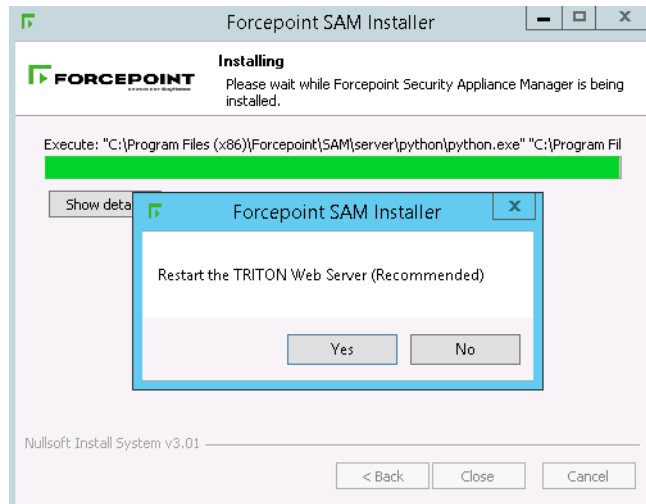 Forcepoint SAM Installer
FORCEPOINT
Installing
Please wait while Forcepoint Security Appliance Manager is being
installed.
Execute: "C:\Program Files (x86)\Forcepoint\SAM\server\python\python.exe" "C:\Program Fil
Show deta
Forcepoint SAM Installer
Restart the TRITON Web Server (Recommended)
Yes No
Nullsoft Install System v3.01
< Back Close Cancel